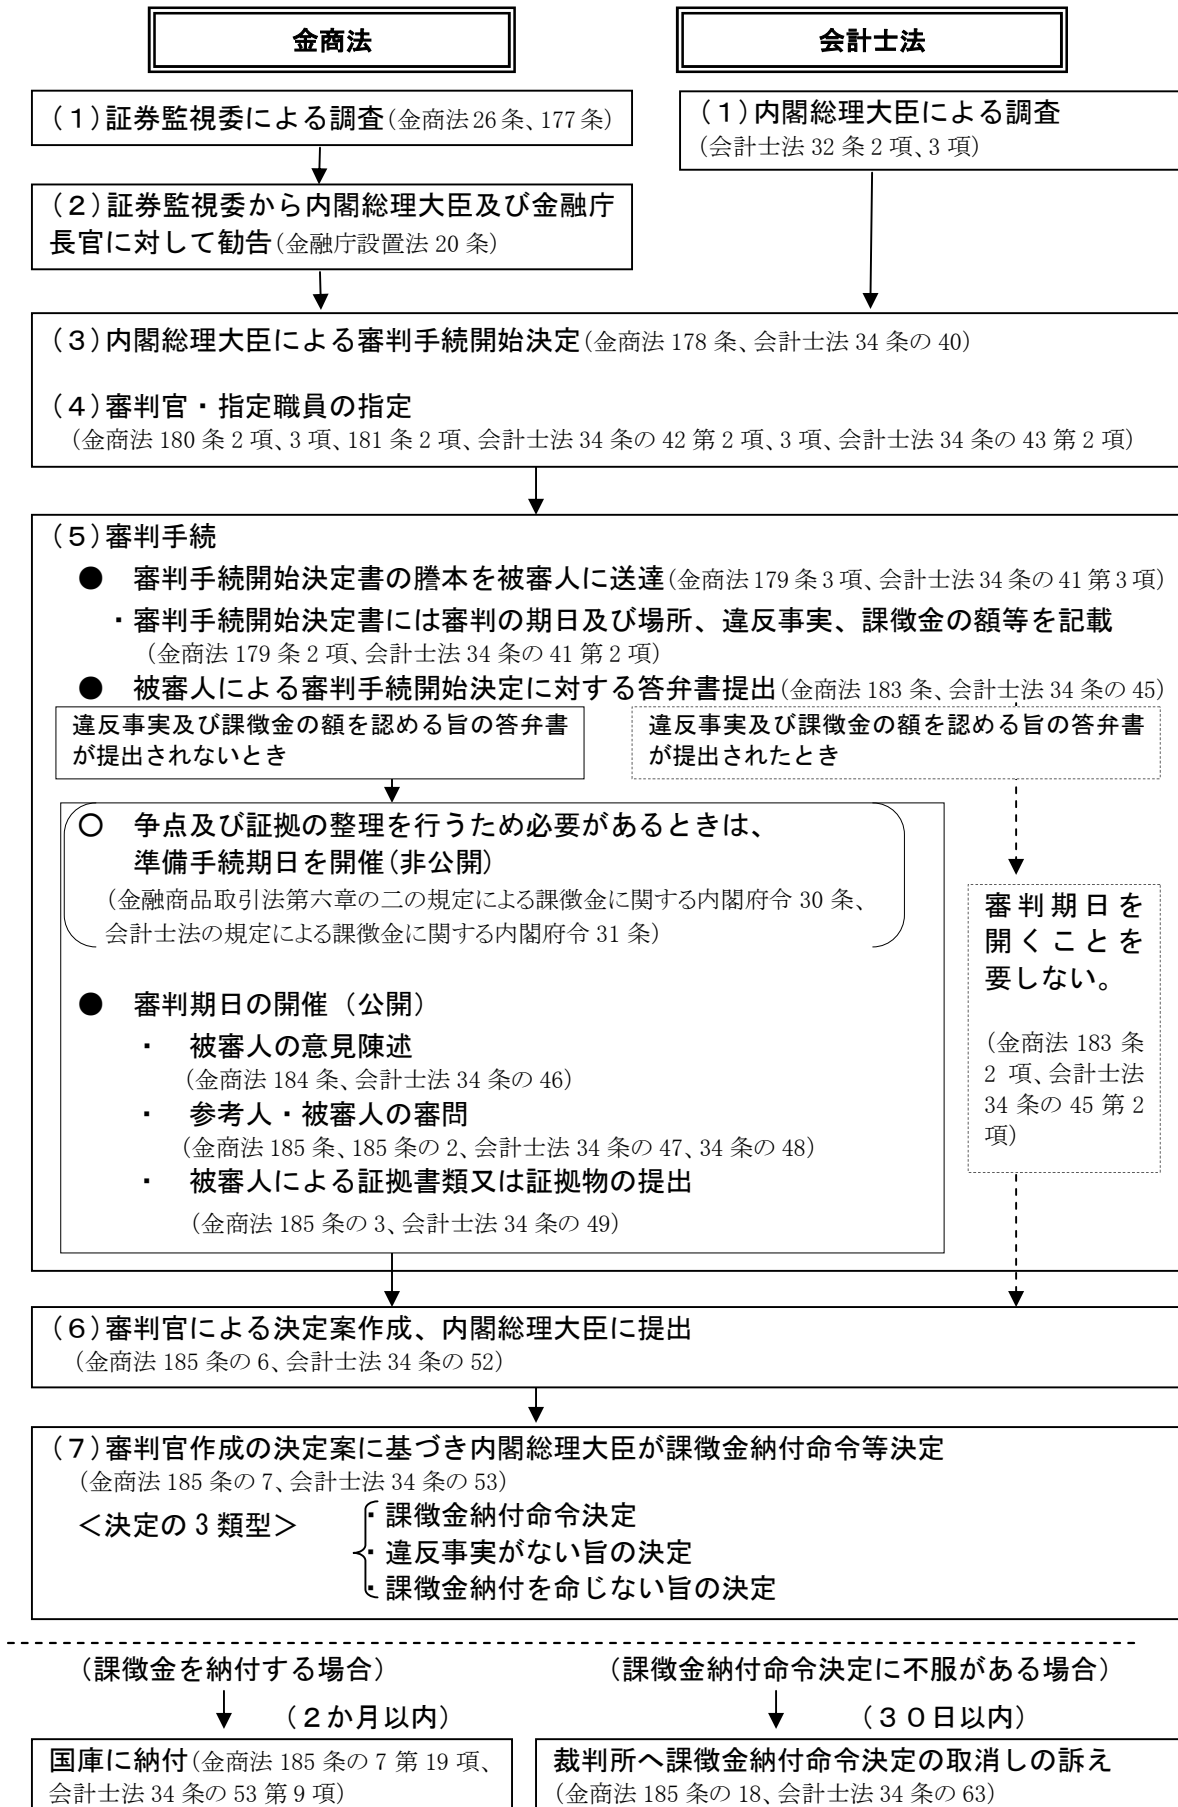 金商法
会計士法
（１）証券監視委による調査(金商法26条、177条)
（１）内閣総理大臣による調査
(会計士法 32 条 2 項、3 項)
（２）証券監視委から内閣総理大臣及び金融庁
長官に対して勧告(金融庁設置法 20 条)
（３）内閣総理大臣による審判手続開始決定(金商法 178 条、会計士法 34 条の 40)
（４）審判官・指定職員の指定
(金商法 180 条 2 項、3 項、181 条 2 項、会計士法 34 条の 42 第 2 項、3 項、会計士法 34 条の 43 第 2 項)
（５）審判手続
●　審判手続開始決定書の謄本を被審人に送達(金商法 179 条 3 項、会計士法 34 条の 41 第 3 項)
・審判手続開始決定書には審判の期日及び場所、違反事実、課徴金の額等を記載
(金商法 179 条 2 項、会計士法 34 条の 41 第 2 項)
●　被審人による審判手続開始決定に対する答弁書提出(金商法 183 条、会計士法 34 条の 45)
違反事実及び課徴金の額を認める旨の答弁書
が提出されないとき
違反事実及び課徴金の額を認める旨の答弁書
が提出されたとき
○　争点及び証拠の整理を行うため必要があるときは、
準備手続期日を開催(非公開)
(金融商品取引法第六章の二の規定による課徴金に関する内閣府令 30 条、
会計士法の規定による課徴金に関する内閣府令 31 条)
●　審判期日の開催（公開）
・　被審人の意見陳述
(金商法 184 条、会計士法 34 条の 46)
・　参考人・被審人の審問
(金商法 185 条、185 条の 2、会計士法 34 条の 47、34 条の 48)
・　被審人による証拠書類又は証拠物の提出
(金商法 185 条の 3、会計士法 34 条の 49)
審判期日を
開くことを
要しない。
(金商法 183 条
2 項、会計士法
34 条の 45 第 2
項)
（６）審判官による決定案作成、内閣総理大臣に提出
(金商法 185 条の 6、会計士法 34 条の 52)
（７）審判官作成の決定案に基づき内閣総理大臣が課徴金納付命令等決定
(金商法 185 条の 7、会計士法 34 条の 53)
＜決定の３類型＞
・課徴金納付命令決定
・違反事実がない旨の決定
・課徴金納付を命じない旨の決定
（課徴金を納付する場合）
（課徴金納付命令決定に不服がある場合）
（２か月以内）
（３０日以内）
国庫に納付(金商法 185 条の 7 第 19 項、
会計士法 34 条の 53 第 9 項)
裁判所へ課徴金納付命令決定の取消しの訴え
(金商法 185 条の 18、会計士法 34 条の 63)